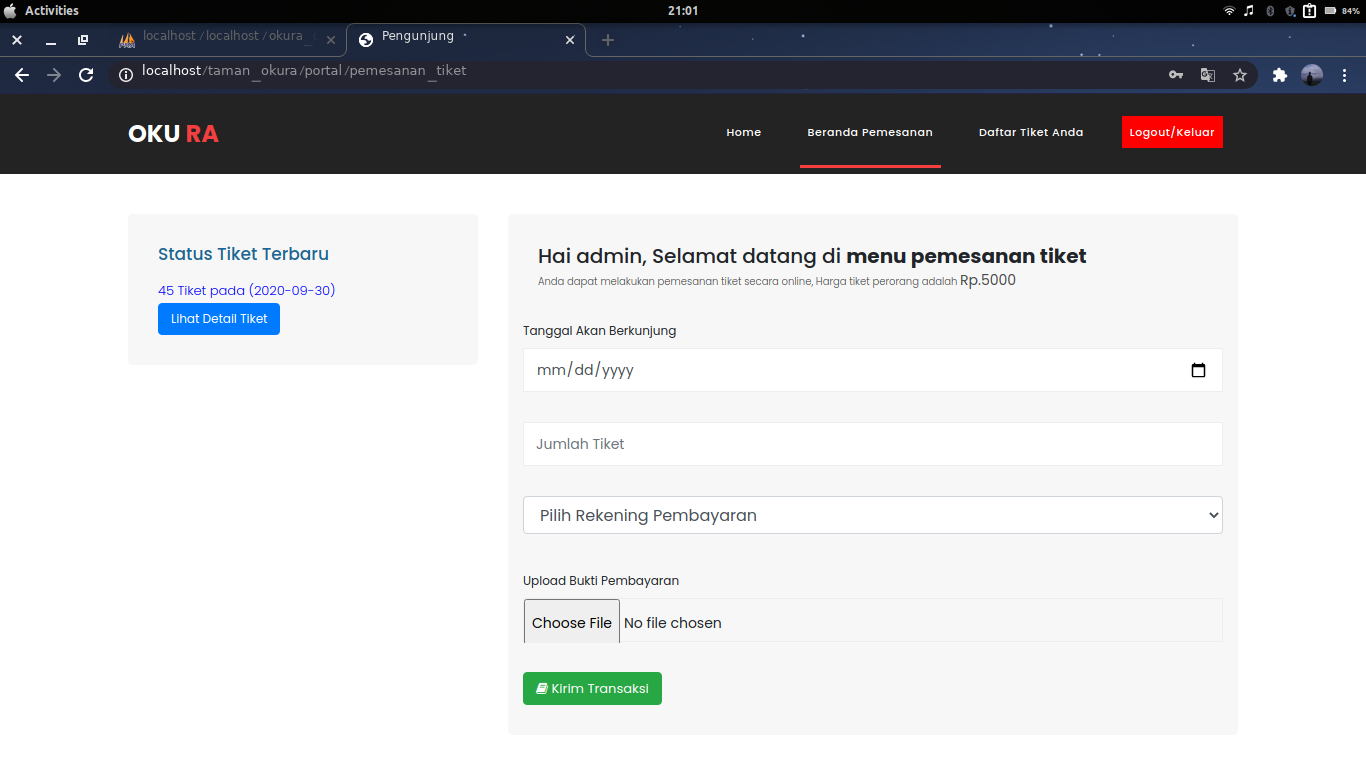 Activities
21:01
84%
localhost/localhost/okura_
Pengunjung
localhost/taman_okura/portal/pemesanan_tiket
OKU RA
Home
Beranda Pemesanan
Daftar Tiket Anda
Logout/Keluar
Status Tiket Terbaru
45 Tiket pada (2020-09-30)
Lihat Detail Tiket
Hai admin, Selamat datang di menu pemesanan tiket
Anda dapat melakukan pemesanan tiket secara online, Harga tiket perorang adalah Rp.5000
Tanggal Akan Berkunjung
mm/dd/yyyy
Jumlah Tiket
Pilih Rekening Pembayaran
Upload Bukti Pembayaran
Choose File No file chosen
Kirim Transaksi